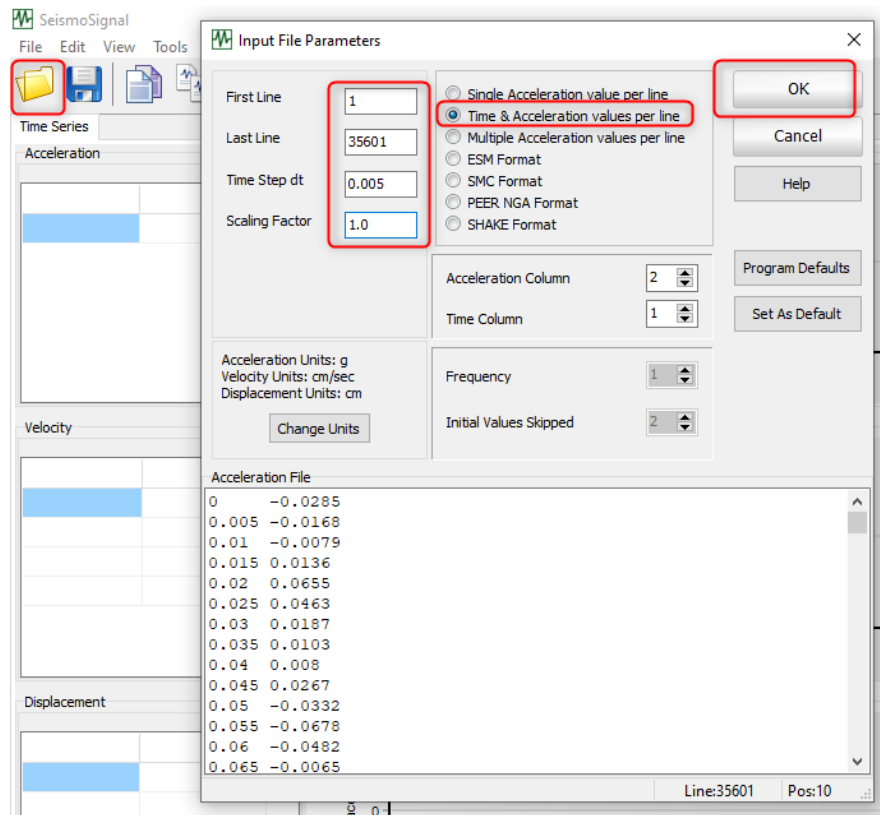 SeismoSignal
File Edit View Tools
Time Series
Acceleration
Velocity
Displacement
Input File Parameters
First Line 1
Last Line 35601
Time Step dt 0.005
Scaling Factor 1.0
Single Acceleration value per line
Time & Acceleration values per line
Multiple Acceleration values per line
ESM Format
SMC Format
PEER NGA Format
SHAKE Format
OK
Cancel
Help
Program Defaults
Set As Default
Acceleration Column 2
Time Column 1
Acceleration Units: g
Velocity Units: cm/sec
Displacement Units: cm
Change Units
Frequency 1
Initial Values Skipped 2
Acceleration File
0 -0.0285
0.005 -0.0168
0.01 -0.0079
0.015 0.0136
0.02 0.0655
0.025 0.0463
0.03 0.0187
0.035 0.0103
0.04 0.008
0.045 0.0267
0.05 -0.0332
0.055 -0.0678
0.06 -0.0482
0.065 -0.0065
Line:35601 Pos:10
0